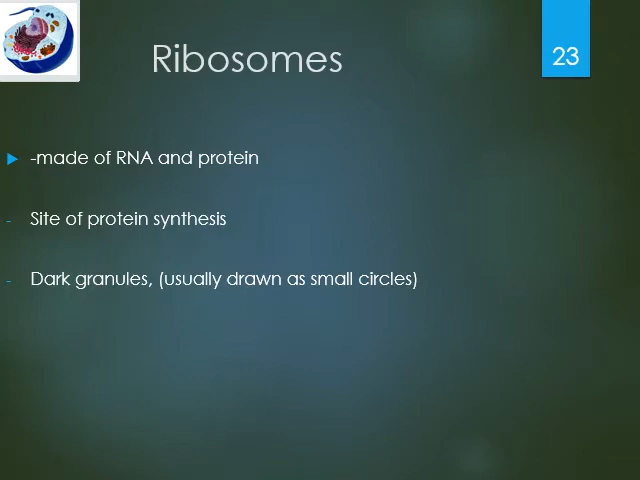 Ribosomes
23
-made of RNA and protein
- Site of protein synthesis
- Dark granules, (usually drawn as small circles)